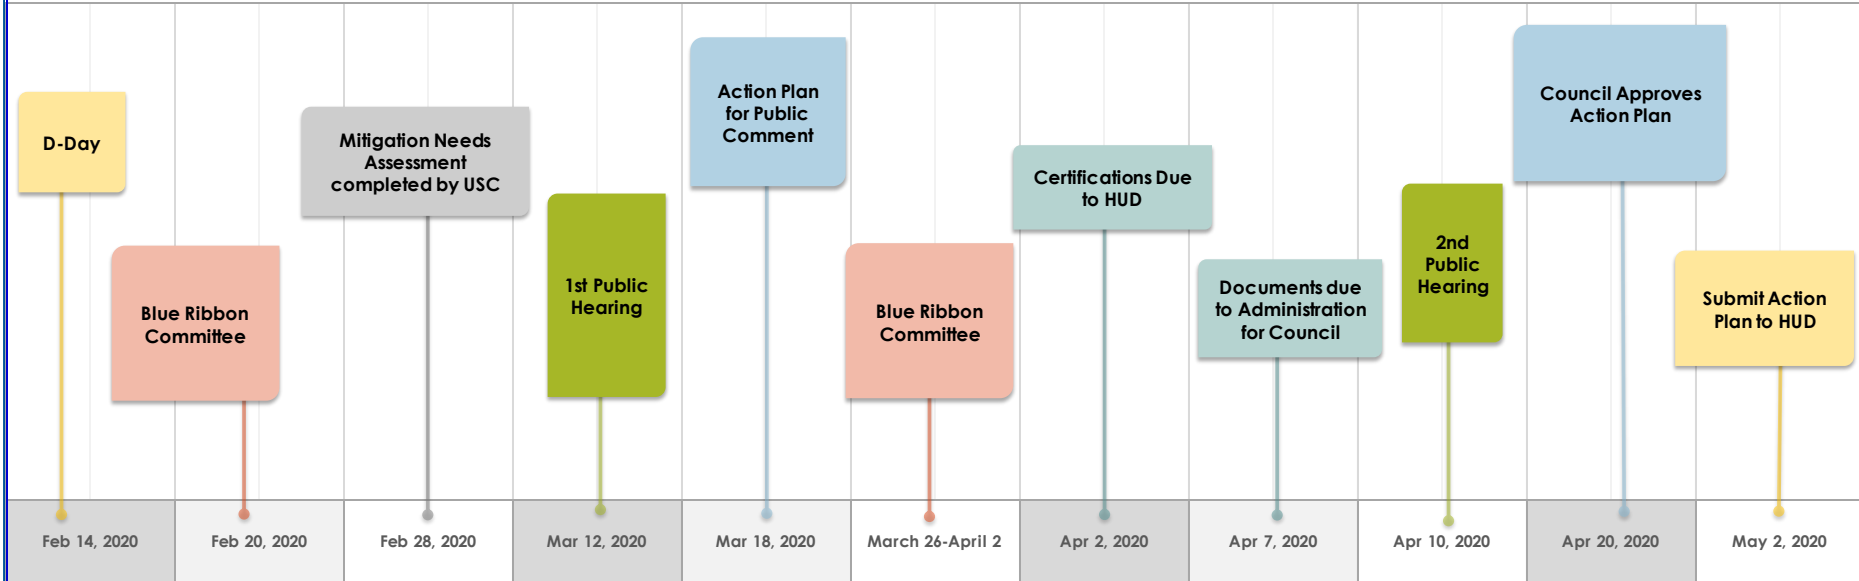 D-Day
Blue Ribbon
Committee
Mitigation Needs
Assessment
completed by USC
1st Public
Hearing
Action Plan
for Public
Comment
Blue Ribbon
Committee
Certifications Due
to HUD
Documents due
to Administration
for Council
2nd
Public
Hearing
Council Approves
Action Plan
Submit Action
Plan to HUD
Feb 14, 2020
Feb 20, 2020
Feb 28, 2020
Mar 12, 2020
Mar 18, 2020
March 26-April 2
Apr 2, 2020
Apr 7, 2020
Apr 10, 2020
Apr 20, 2020
May 2, 2020